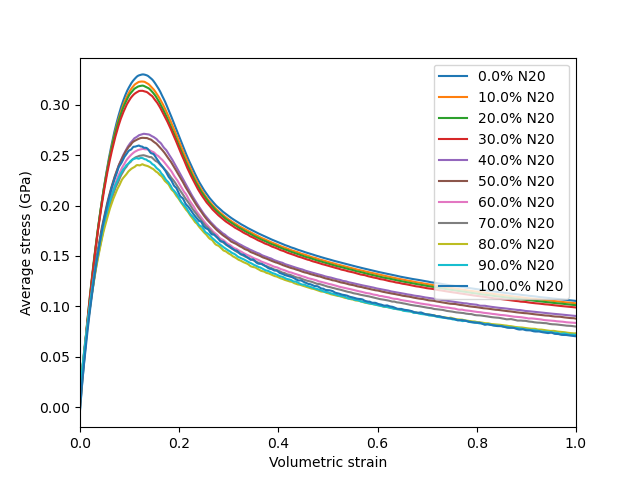 0.30
0.25
0.20
0.15
0.10
0.05
0.00
Average stress (GPa)
0.0% N20
10.0% N20
20.0% N20
30.0% N20
40.0% N20
50.0% N20
60.0% N20
70.0% N20
80.0% N20
90.0% N20
100.0% N20
0.0 0.2 0.4 0.6 0.8 1.0
Volumetric strain